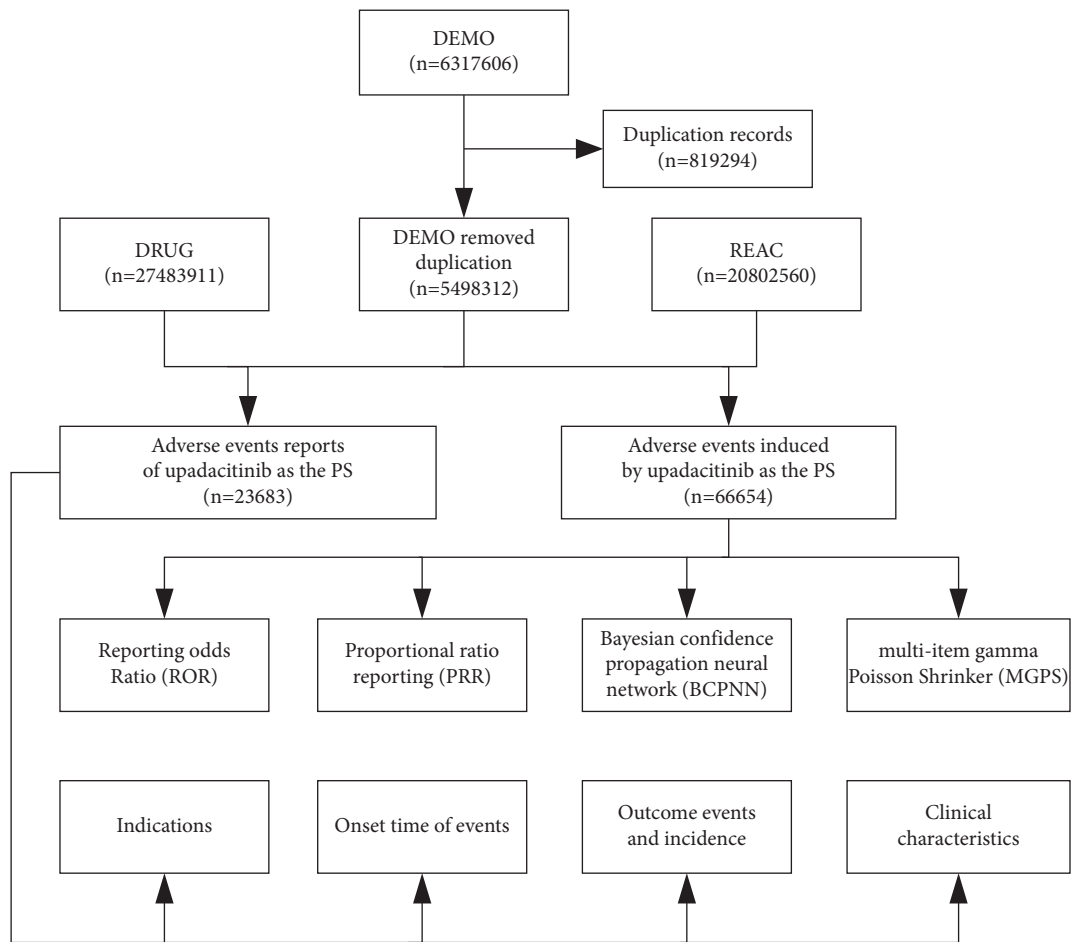 DEMO
(n=6317606)
Duplication records
(n=819294)
DRUG
(n=27483911)
DEMO removed
duplication
(n=5498312)
REAC
(n=20802560)
Adverse events reports
of upadacitinib as the PS
(n=23683)
Adverse events induced
by upadacitinib as the PS
(n=66654)
Reporting odds
Ratio (ROR)
Proportional ratio
reporting (PRR)
Bayesian confidence
propagation neural
network (BCPNN)
multi-item gamma
Poisson Shrinker (MGPS)
Indications
Onset time of events
Outcome events
and incidence
Clinical
characteristics